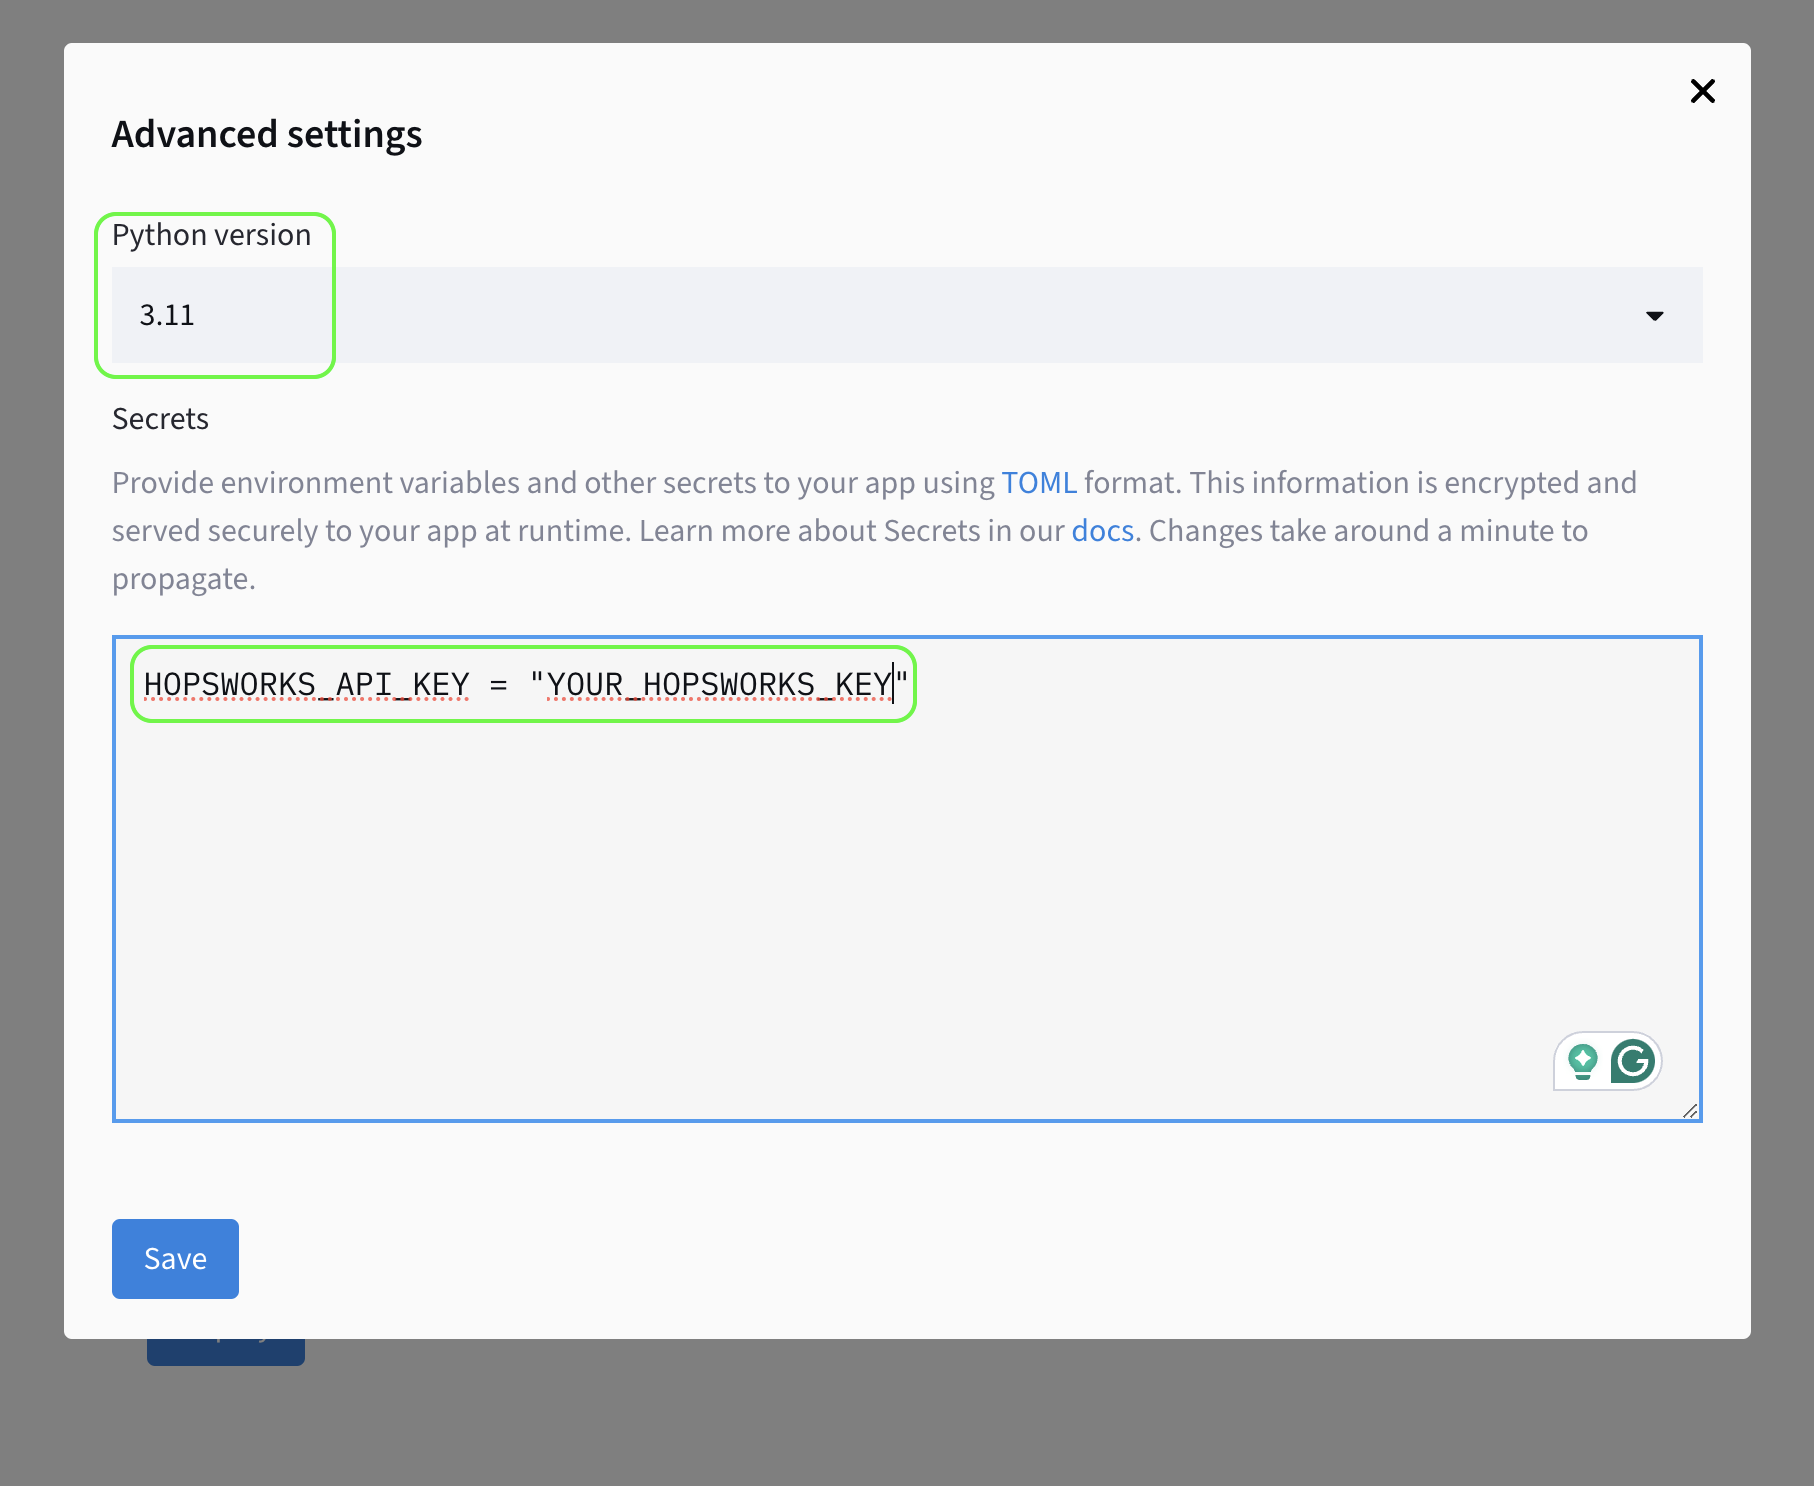 Advanced settings
Python version
3.11
Secrets
Provide environment variables and other secrets to your app using TOML format. This information is encrypted and
served securely to your app at runtime. Learn more about Secrets in our docs. Changes take around a minute to
propagate.
HOPSWORKS_API_KEY = "YOUR_HOPSWORKS_KEY"
Save